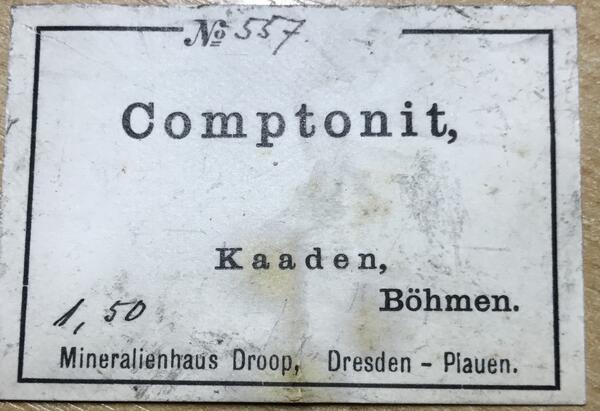 No 557.
Comptonit,
Kaaden,
Böhmen.
1,50
Mineralienhaus Droop, Dresden - Plauen.